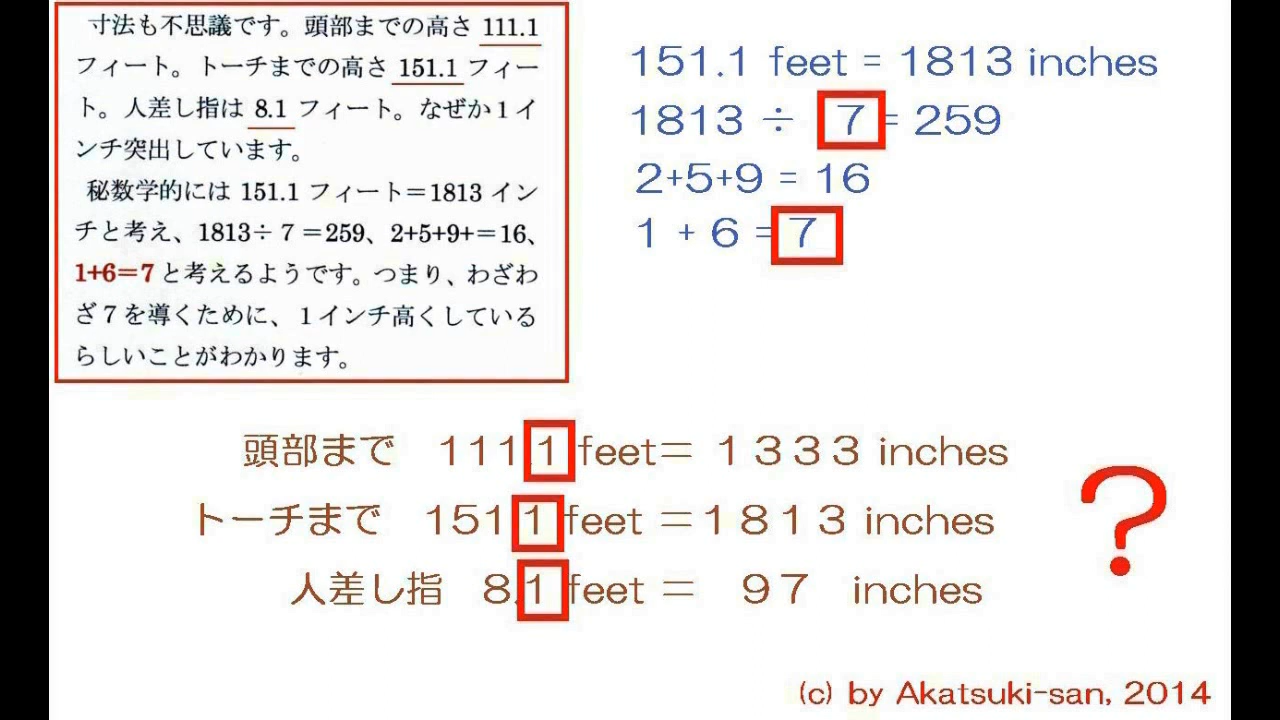 寸法も不思議です。頭部までの高さ 111.1
フィート。トーチまでの高さ 151.1 フィー
ト。人差し指は 8.1 フィート。なぜか1イ
ンチ突出しています。
秘数学的には 151.1 フィート＝1813 イン
チと考え、1813÷７＝259、2+5+9+＝16、
1+6＝7 と考えるようです。つまり、わざわ
ざ７を導くために、１インチ高くしている
らしいことがわかります。
151.1 feet = 1813 inches
1813 ÷ 7 = 259
2+5+9 = 16
1 + 6 = 7
頭部まで 111.1 feet＝１３３３ inches
トーチまで 151.1 feet ＝１８１３ inches
人差し指 8.1 feet ＝ ９７ inches
?
(c) by Akatsuki-san, 2014